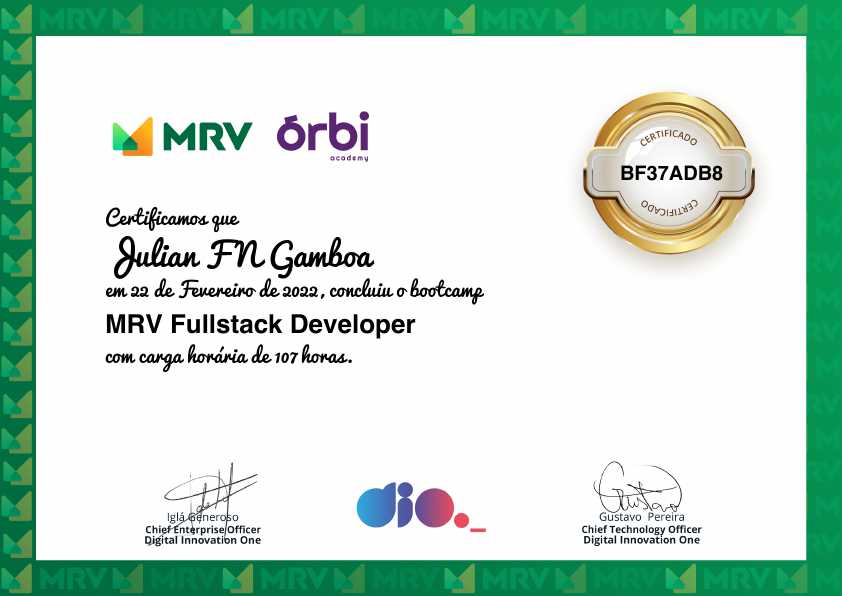 MRV
órbi
academy
CERTIFICADO
BF37ADB8
CERTIFICADO
Certificamos que
Julian FN Gamboa
em 22 de Fevereiro de 2022, concluiu o bootcamp
MRV Fullstack Developer
com carga horária de 107 horas.
Iglá Generoso
Chief Enterprise Officer
Digital Innovation One
dio_
Gustavo
Gustavo Pereira
Chief Technology Officer
Digital Innovation One